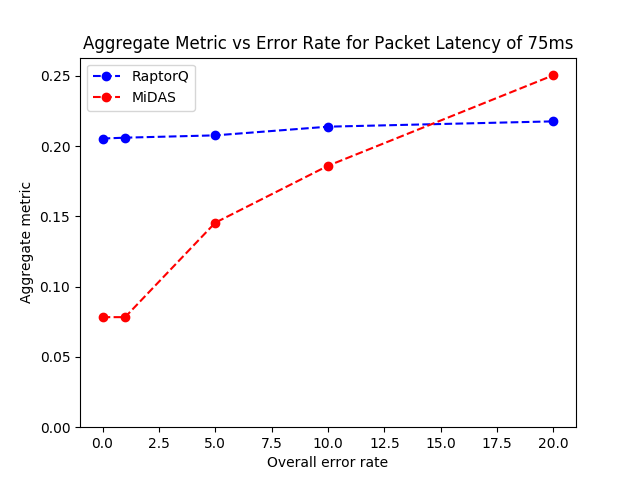 Aggregate Metric vs Error Rate for Packet Latency of 75ms
RaptorQ
MiDAS
0.25
0.20
0.15
0.10
0.05
0.00
Aggregate metric
0.0 2.5 5.0 7.5 10.0 12.5 15.0 17.5 20.0
Overall error rate